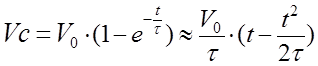 Vc = V₀ · (1 − e^(−t/τ)) ≈ V₀/τ · (t − t²/2τ)